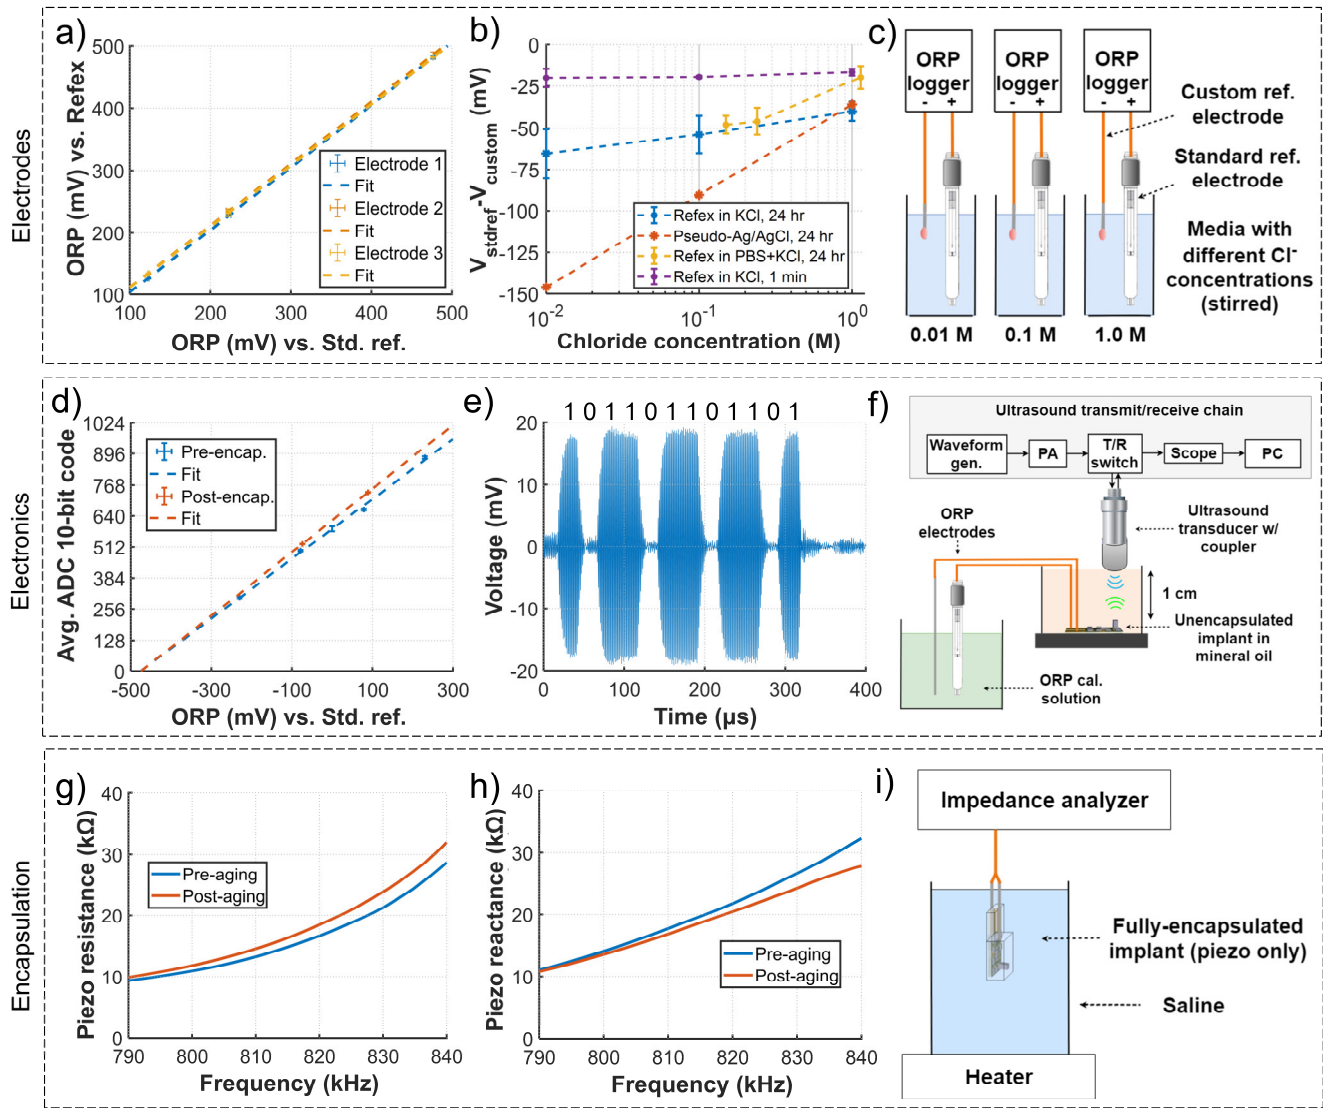 Electrodes
a)
ORP (mV) vs. Refex
500
400
300
200
100
100
200
300
400
500
ORP (mV) vs. Std. ref.
Electrode 1
Fit
Electrode 2
Fit
Electrode 3
Fit
b)
Vstdref-Vcustom (mV)
0
-25
-50
-75
-100
-125
-150
10-2
10-1
100
Chloride concentration (M)
Refex in KCl, 24 hr
Pseudo-Ag/AgCl, 24 hr
Refex in PBS+KCl, 24 hr
Refex in KCl, 1 min
c)
ORP
logger
- +
ORP
logger
- +
ORP
logger
- +
Custom ref.
electrode
Standard ref.
electrode
Media with
different Cl-
concentrations
(stirred)
0.01 M
0.1 M
1.0 M
Electronics
d)
Avg. ADC 10-bit code
1024
896
768
640
512
384
256
128
0
-500
-300
-100
100
300
ORP (mV) vs. Std. ref.
Pre-encap.
Fit
Post-encap.
Fit
e)
1 0 1 1 0 1 1 0 1 1 0 1
Voltage (mV)
20
10
0
-10
-20
0
100
200
300
400
Time (µs)
f)
Ultrasound transmit/receive chain
Waveform
gen.
PA
T/R
switch
Scope
PC
ORP
electrodes
Ultrasound
transducer w/
coupler
1 cm
Unencapsulated
implant in
mineral oil
ORP cal.
solution
Encapsulation
g)
Piezo resistance (kΩ)
40
30
20
10
0
790
800
810
820
830
840
Frequency (kHz)
Pre-aging
Post-aging
h)
Piezo reactance (kΩ)
40
30
20
10
0
790
800
810
820
830
840
Frequency (kHz)
Pre-aging
Post-aging
i)
Impedance analyzer
Fully-encapsulated
implant (piezo only)
Saline
Heater